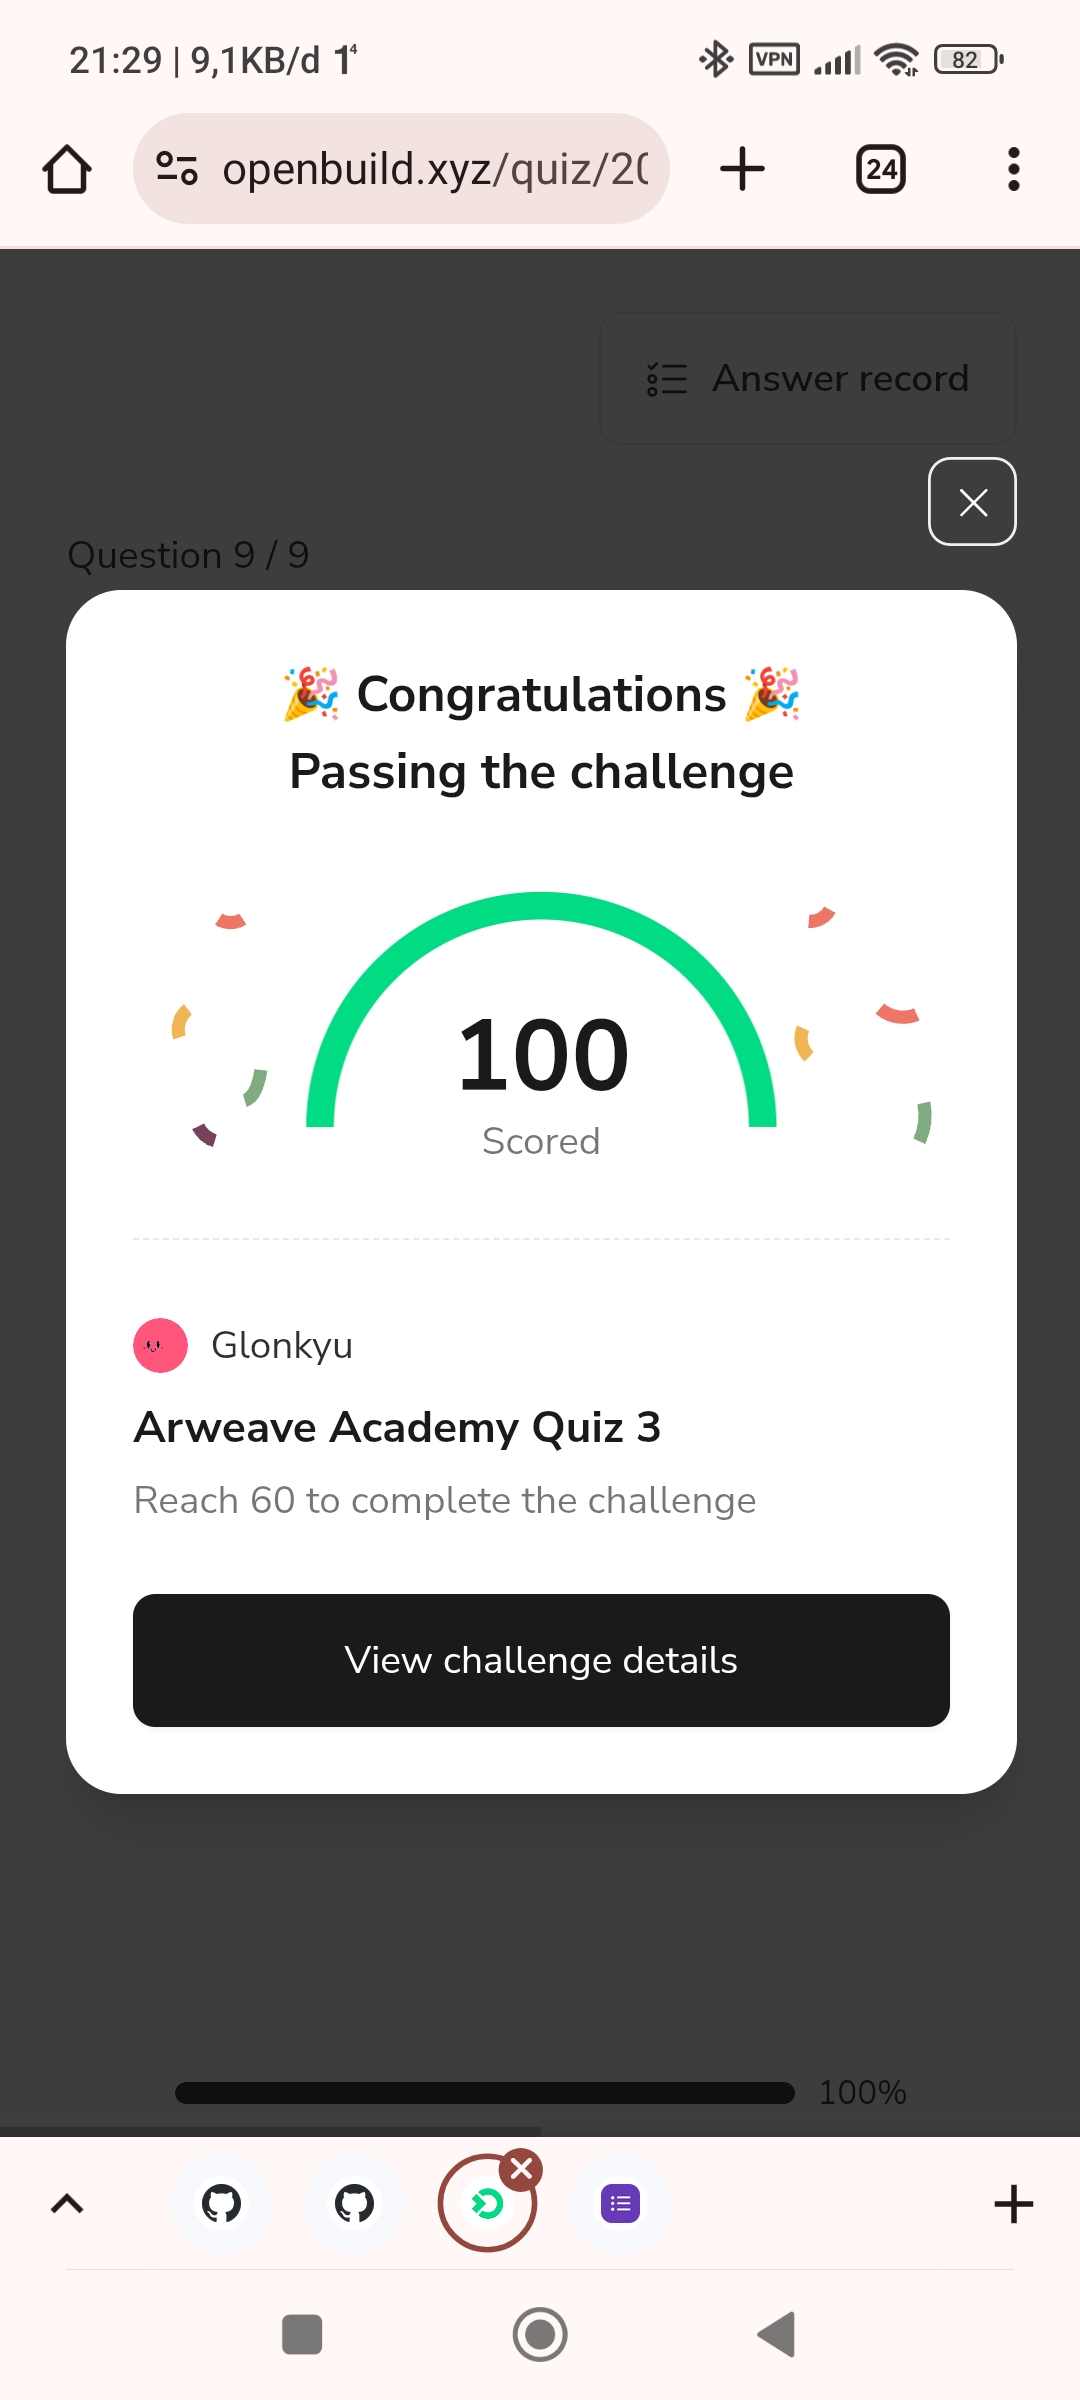 21:29 | 9,1KB/d 1⁴
VPN
82
openbuild.xyz/quiz/20
24
Answer record
Question 9 / 9
🎉 Congratulations 🎉
Passing the challenge
100
Scored
Glonkyu
Arweave Academy Quiz 3
Reach 60 to complete the challenge
View challenge details
100%